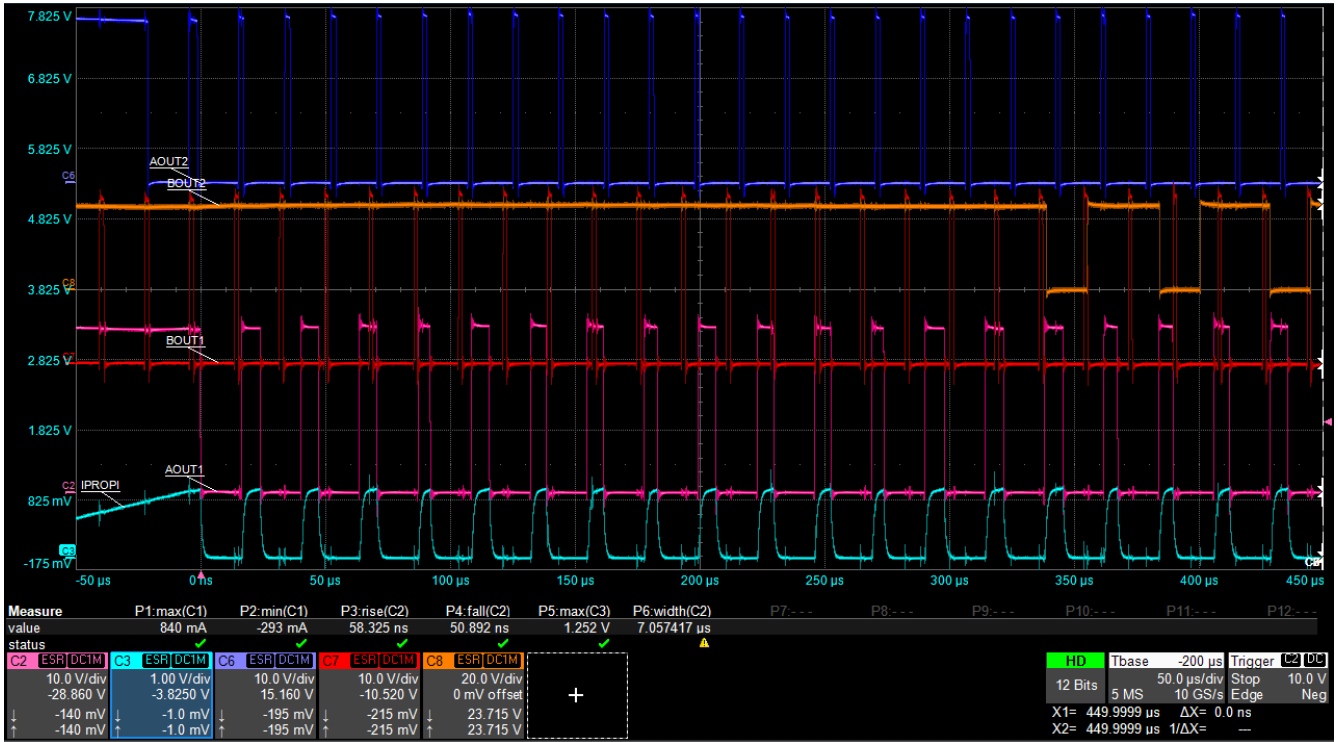 7.825 V
6.825 V
5.825 V
AOUT2
C6
BOUT2
4.825 V
C8
3.825 V
BOUT1
C7
2.825 V
1.825 V
AOUT1
C2
IPROPI
825 mV
C3
-175 mV
-50 µs 0 ns 50 µs 100 µs 150 µs 200 µs 250 µs 300 µs 350 µs 400 µs 450 µs
Measure P1:max(C1) P2:min(C1) P3:rise(C2) P4:fall(C2) P5:max(C3) P6:width(C2) P7:--- P8:--- P9:--- P10:--- P11:--- P12:---
value 840 mA -293 mA 58.325 ns 50.892 ns 1.252 V 7.057417 µs
status
C2 ESR DC1M C3 ESR DC1M C6 ESR DC1M C7 ESR DC1M C8 ESR DC1M HD Tbase -200 µs Trigger C2 DC
10.0 V/div 1.00 V/div 10.0 V/div 10.0 V/div 20.0 V/div 12 Bits 50.0 µs/div Stop 10.0 V
-28.860 V -3.8250 V 15.160 V -10.520 V 0 mV offset 5 MS 10 GS/s Edge Neg
↓ -140 mV ↓ -1.0 mV ↓ -195 mV ↓ -215 mV ↓ 23.715 V X1= 449.9999 µs ΔX= 0.0 ns
↑ -140 mV ↑ -1.0 mV ↑ -195 mV ↑ -215 mV ↑ 23.715 V X2= 449.9999 µs 1/ΔX= ---